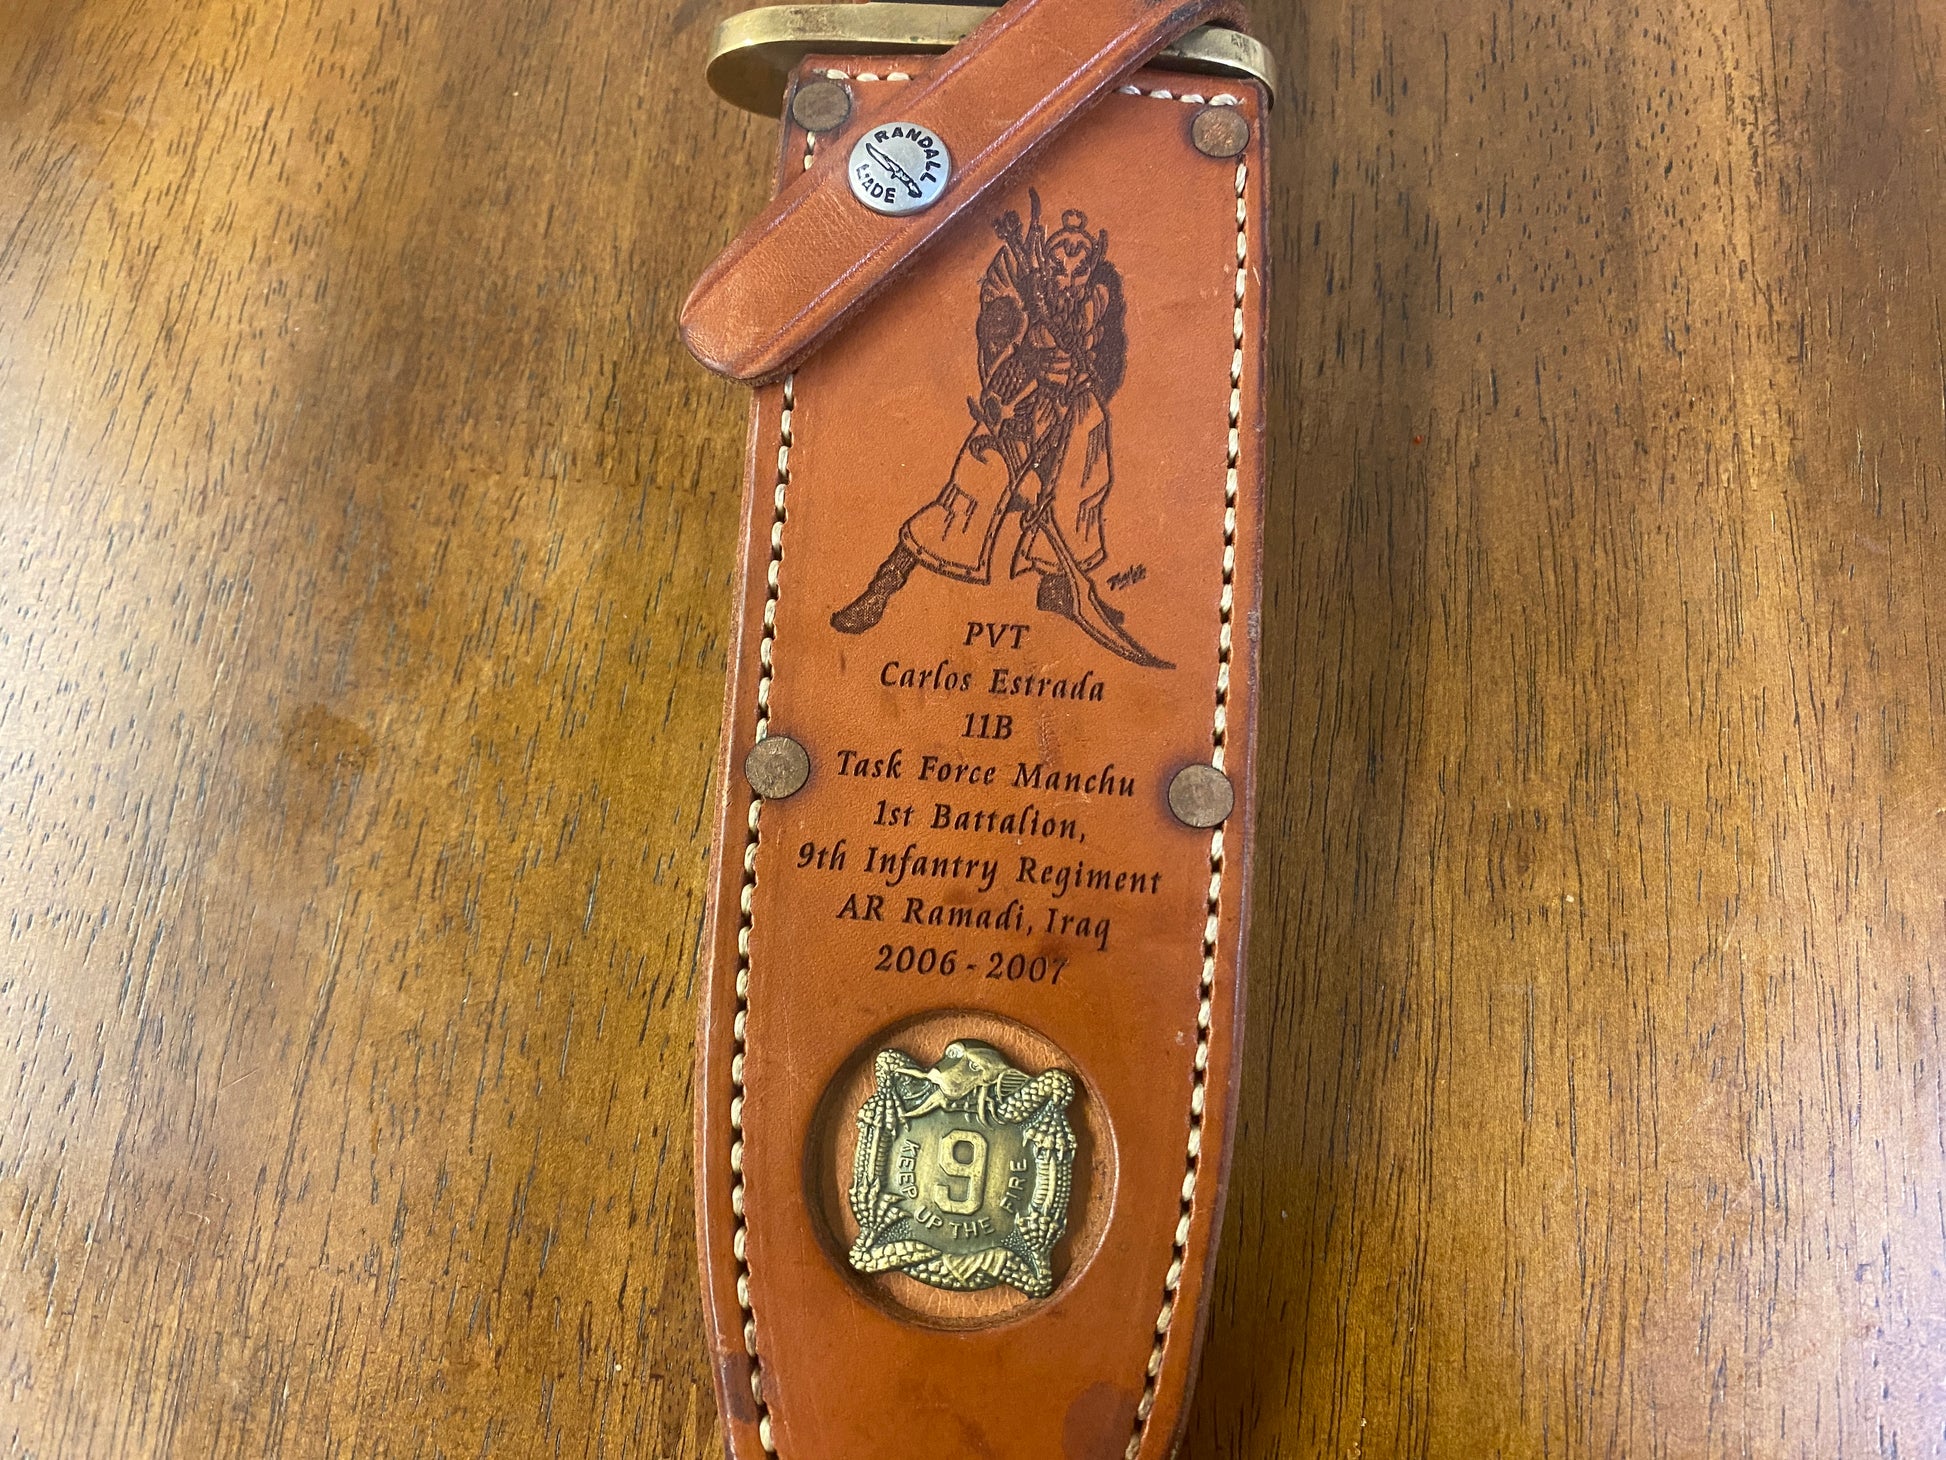 RANDALL
MADE
PVT
Carlos Estrada
11B
Task Force Manchu
1st Battalion,
9th Infantry Regiment
AR Ramadi, Iraq
2006 - 2007
9
KEEP UP THE FIRE